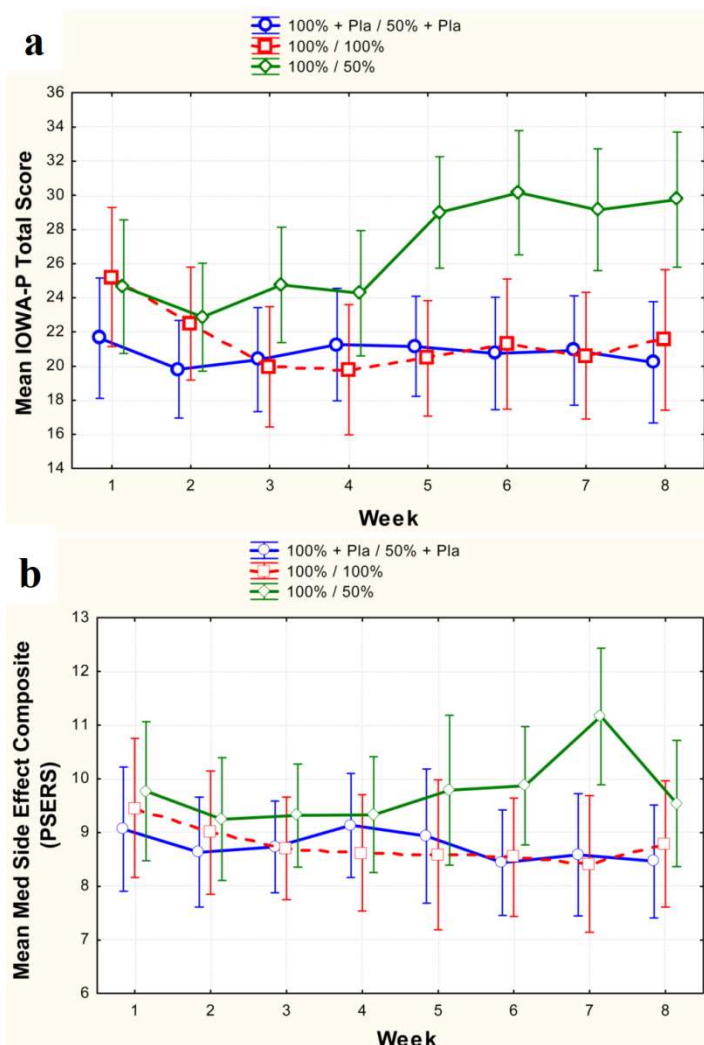 a
100% + Pla / 50% + Pla
100% / 100%
100% / 50%
Mean IOWA-P Total Score
36
34
32
30
28
26
24
22
20
18
16
14
1 2 3 4 5 6 7 8
Week
b
100% + Pla / 50% + Pla
100% / 100%
100% / 50%
Mean Med Side Effect Composite
(PSERS)
13
12
11
10
9
8
7
6
1 2 3 4 5 6 7 8
Week